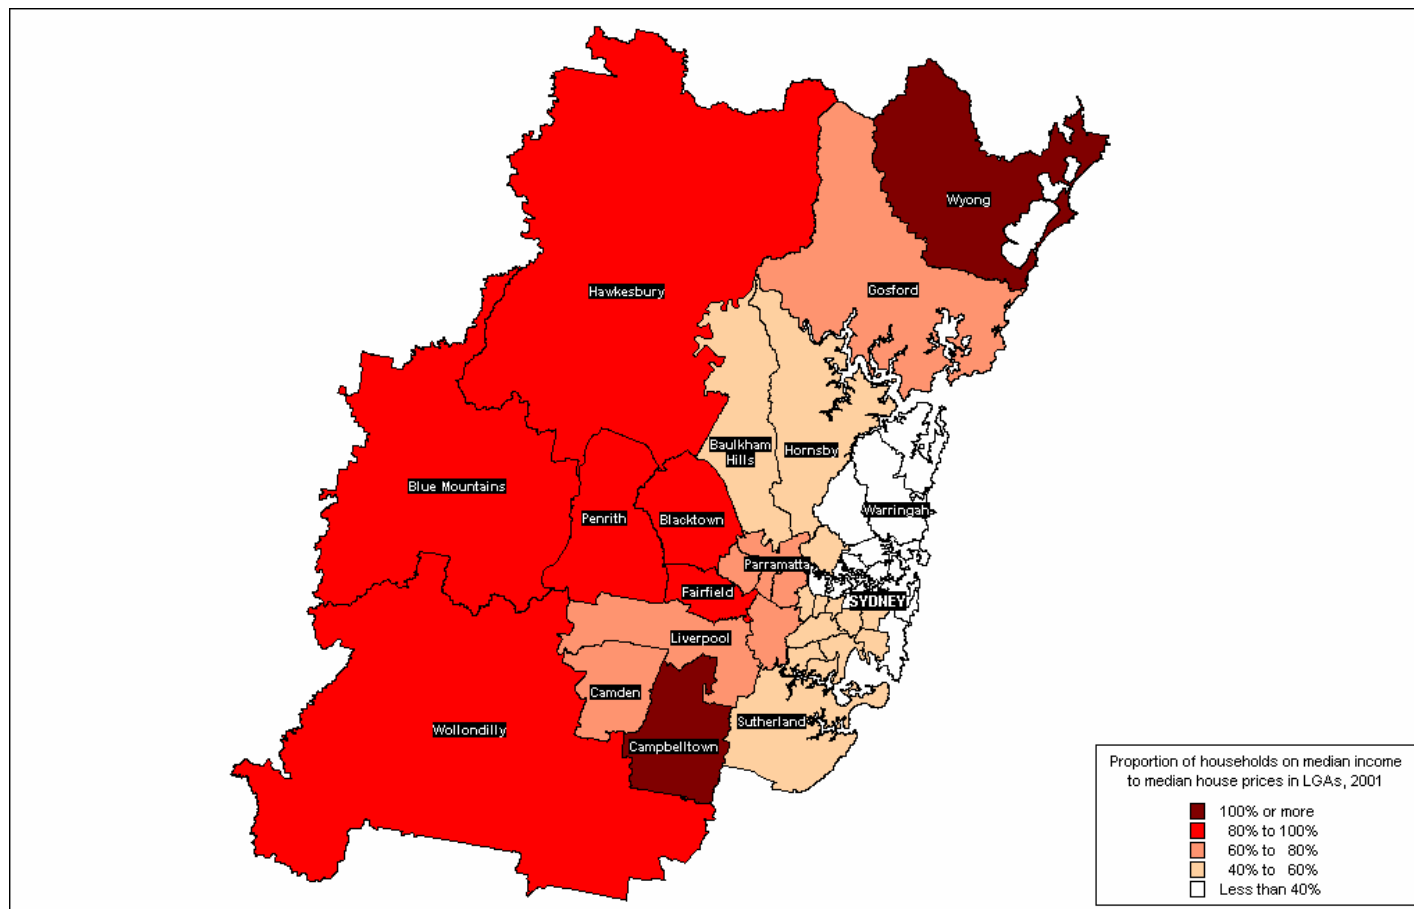 Wyong
Hawkesbury
Gosford
Baulkham
Hills
Hornsby
Blue Mountains
Penrith
Blacktown
Warringah
Parramatta
Fairfield
SYDNEY
Liverpool
Camden
Sutherland
Wollondilly
Campbelltown
Proportion of households on median income
to median house prices in LGAs, 2001
100% or more
80% to 100%
60% to 80%
40% to 60%
Less than 40%